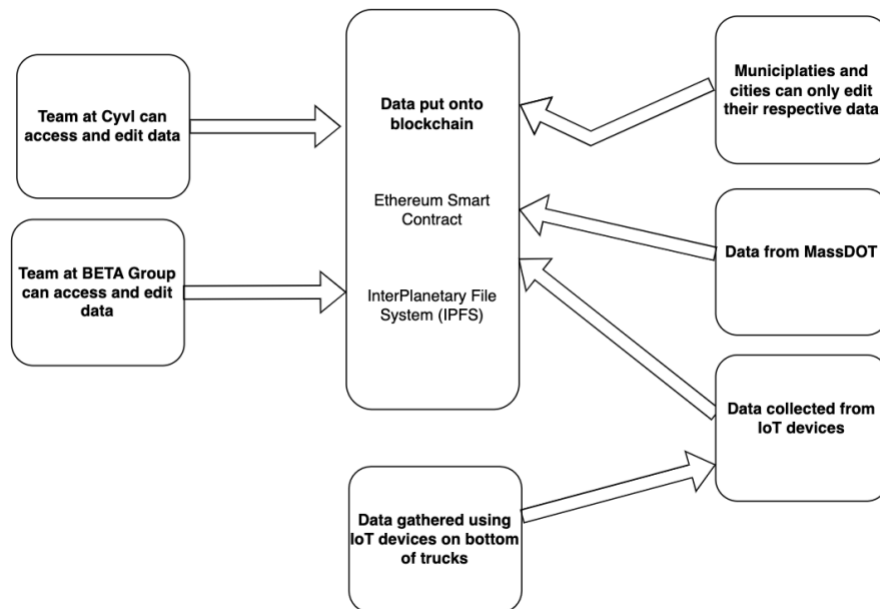 Team at Cyvl can
access and edit data
Team at BETA Group
can access and edit
data
Data put onto
blockchain
Ethereum Smart
Contract
InterPlanetary File
System (IPFS)
Municiplaties and
cities can only edit
their respective data
Data from MassDOT
Data collected from
IoT devices
Data gathered using
IoT devices on bottom
of trucks